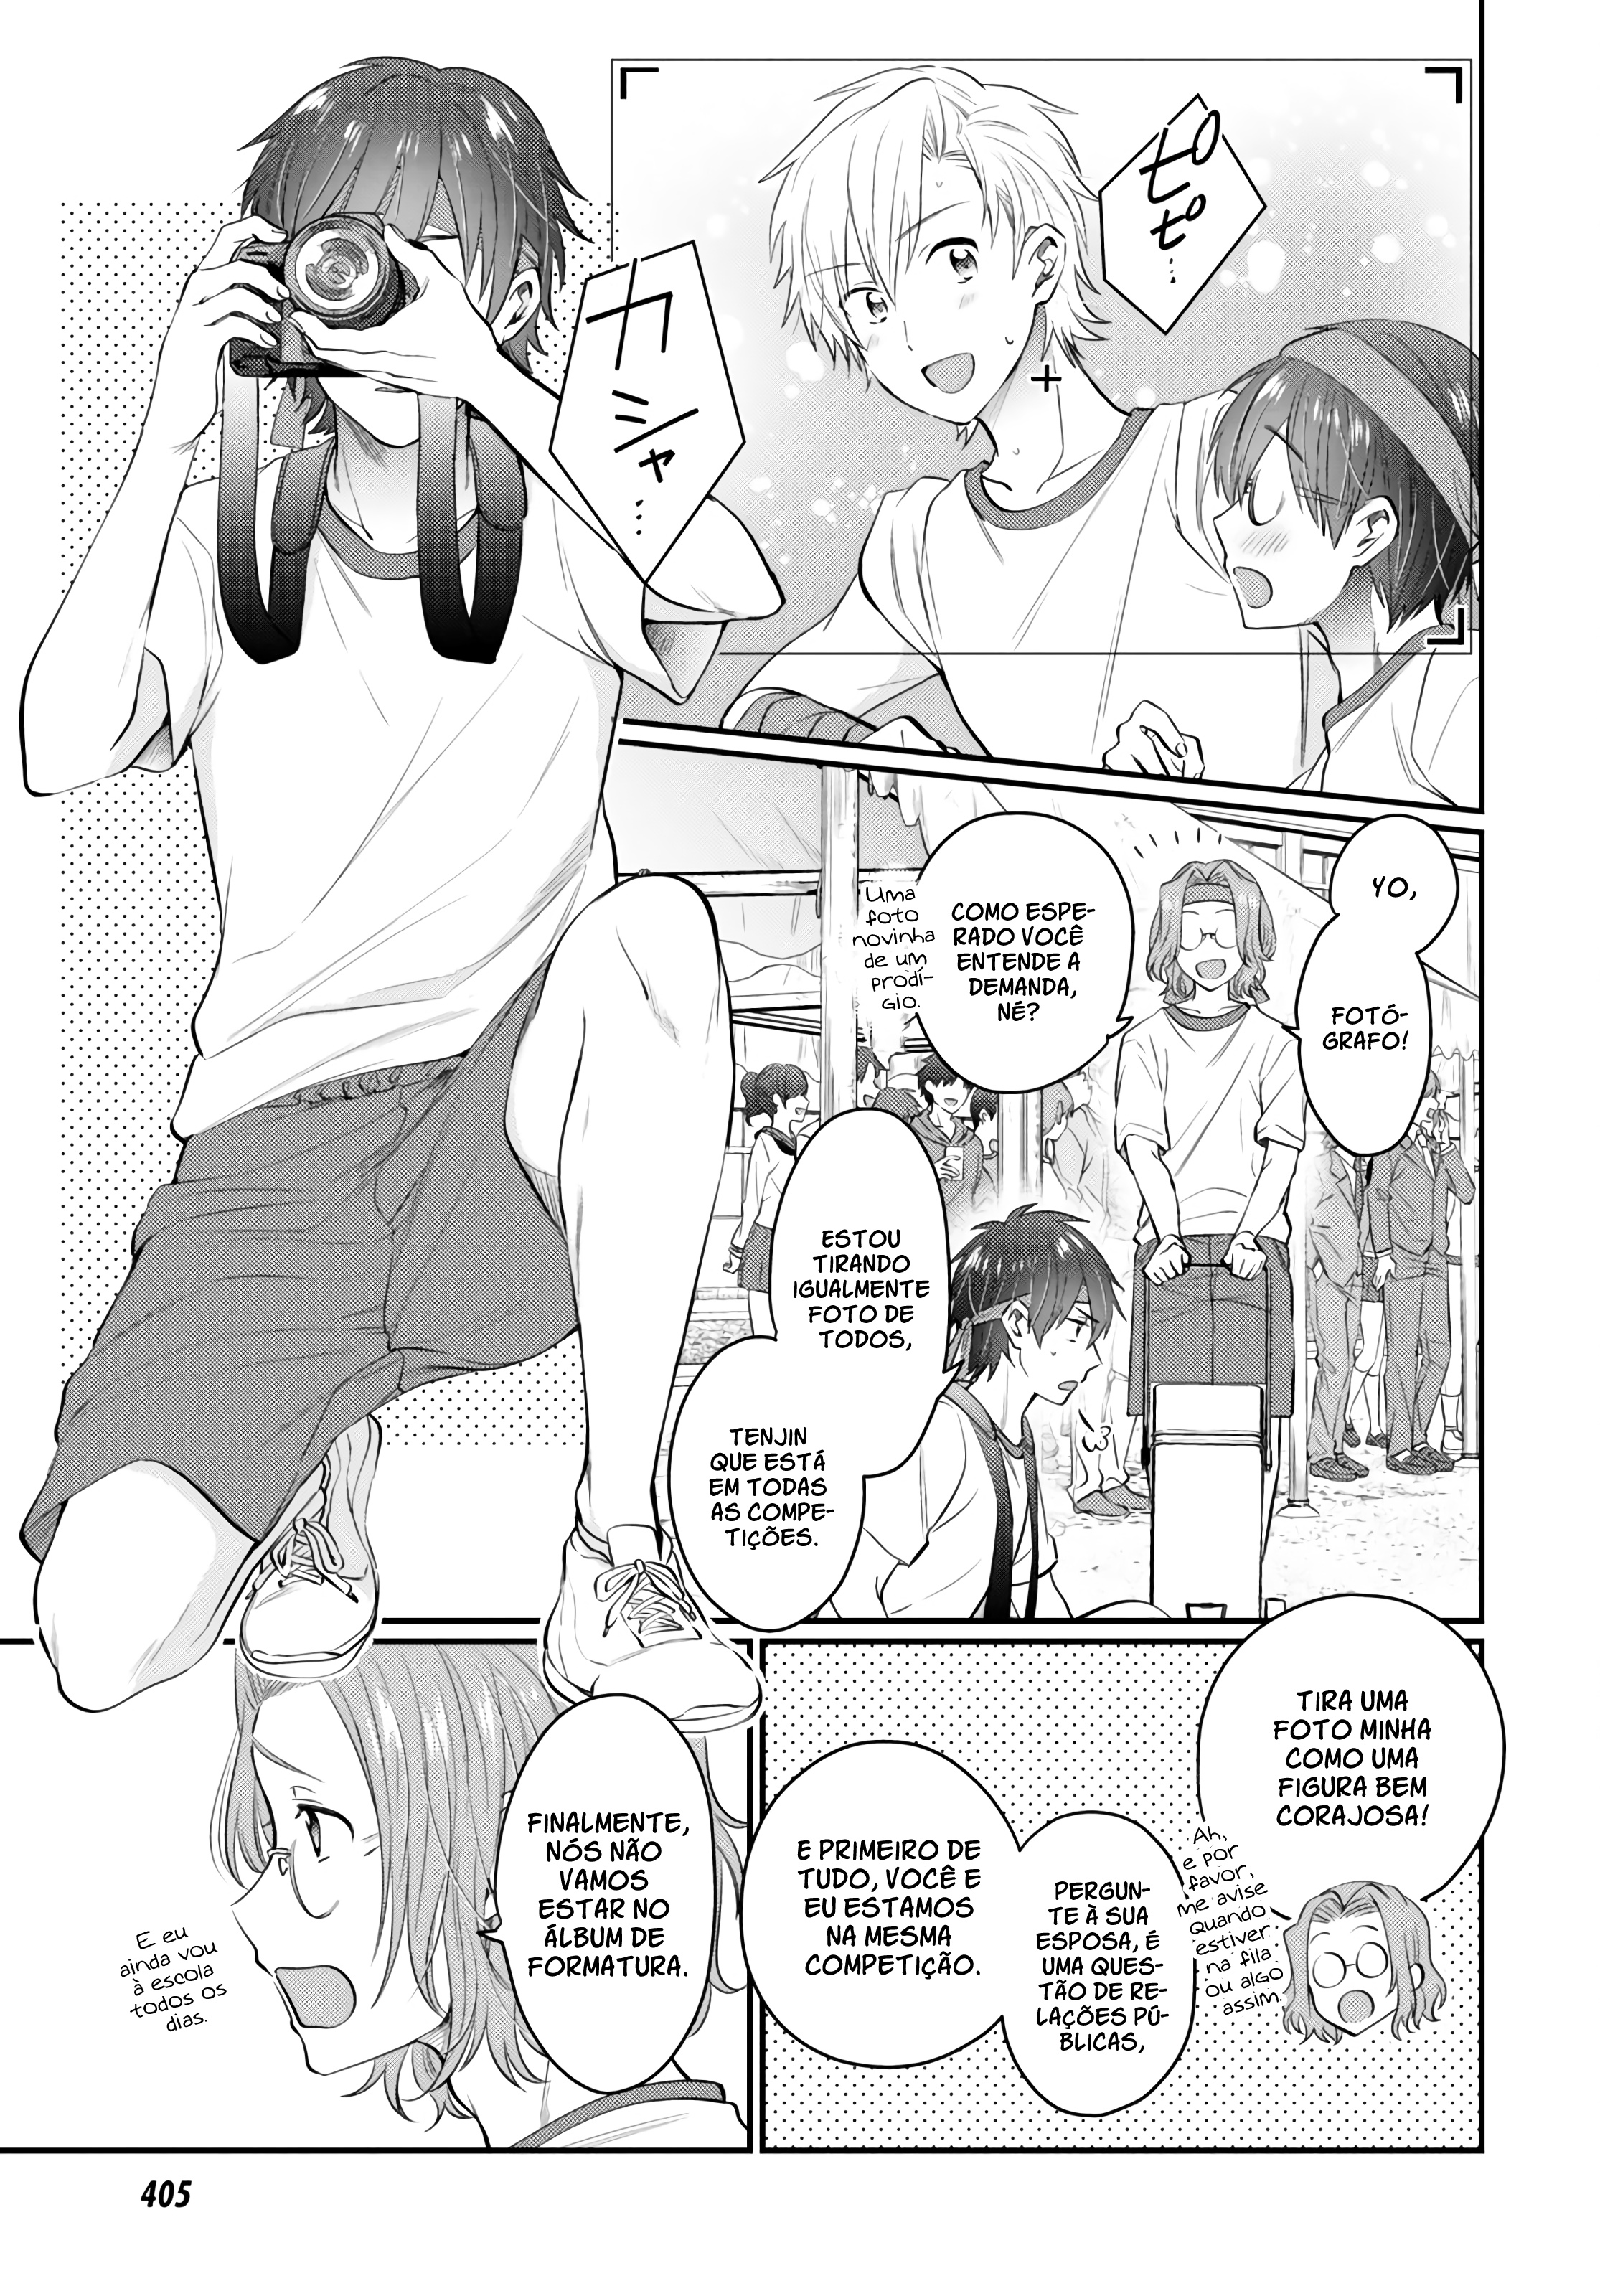 ピピ…
カシャ…
YO,
FOTÓ-
GRAFO!
COMO ESPE-
RADO VOCÊ
ENTENDE A
DEMANDA,
NÉ?
Uma
foto
novinha
de um
prodí-
gio.
ESTOU
TIRANDO
IGUALMENTE
FOTO DE
TODOS,
TENJIN
QUE ESTÁ
EM TODAS
AS COMPE-
TIÇÕES.
TIRA UMA
FOTO MINHA
COMO UMA
FIGURA BEM
CORAJOSA!
Ah,
e por
favor,
me avise
quando
estiver
na fila
ou algo
assim.
PERGUN-
TE À SUA
ESPOSA, É
UMA QUES-
TÃO DE RE-
LAÇÕES PÚ-
BLICAS,
E PRIMEIRO DE
TUDO, VOCÊ E
EU ESTAMOS
NA MESMA
COMPETIÇÃO.
FINALMENTE,
NÓS NÃO
VAMOS
ESTAR NO
ÁLBUM DE
FORMATURA.
E eu
ainda vou
à escola
todos os
dias.
405